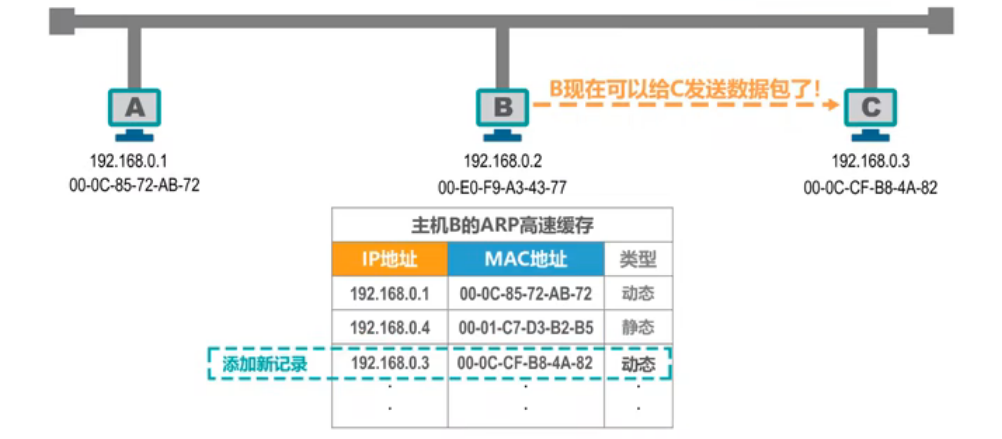 B现在可以给C发送数据包了!
A
B
C
192.168.0.1
00-0C-85-72-AB-72
192.168.0.2
00-E0-F9-A3-43-77
192.168.0.3
00-0C-CF-B8-4A-82
主机B的ARP高速缓存
IP地址 MAC地址 类型
192.168.0.1 00-0C-85-72-AB-72 动态
192.168.0.4 00-01-C7-D3-B2-B5 静态
添加新记录 192.168.0.3 00-0C-CF-B8-4A-82 动态